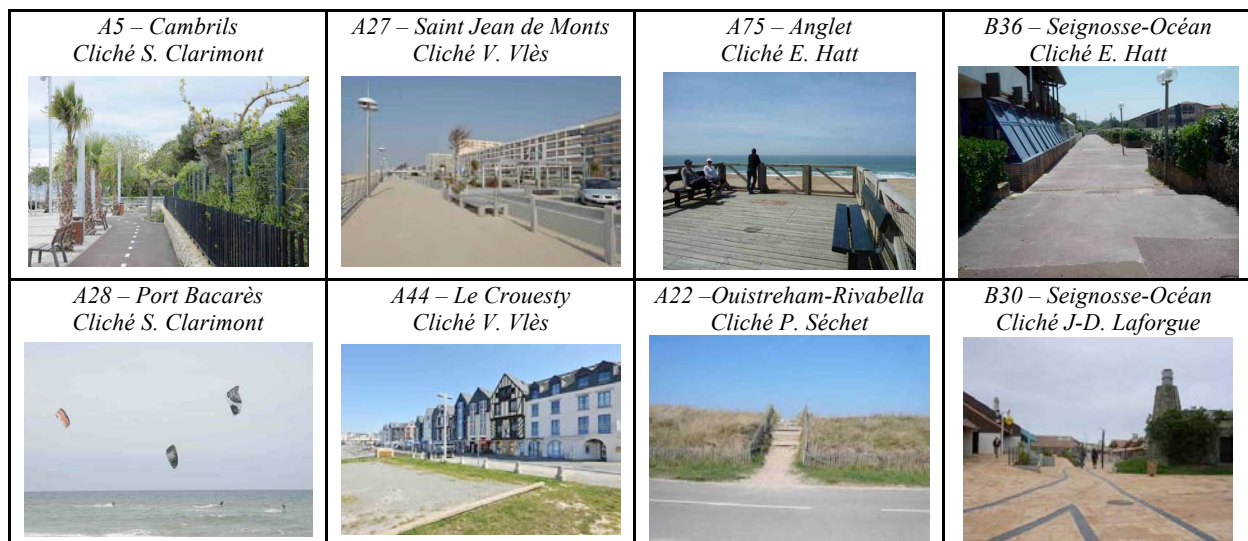 A5 – Cambrils
Cliché S. Clarimont
A27 – Saint Jean de Monts
Cliché V. Vlès
A75 – Anglet
Cliché E. Hatt
B36 – Seignosse-Océan
Cliché E. Hatt
A28 – Port Bacarès
Cliché S. Clarimont
A44 – Le Crouesty
Cliché V. Vlès
A22 –Ouistreham-Rivabella
Cliché P. Séchet
B30 – Seignosse-Océan
Cliché J-D. Laforgue